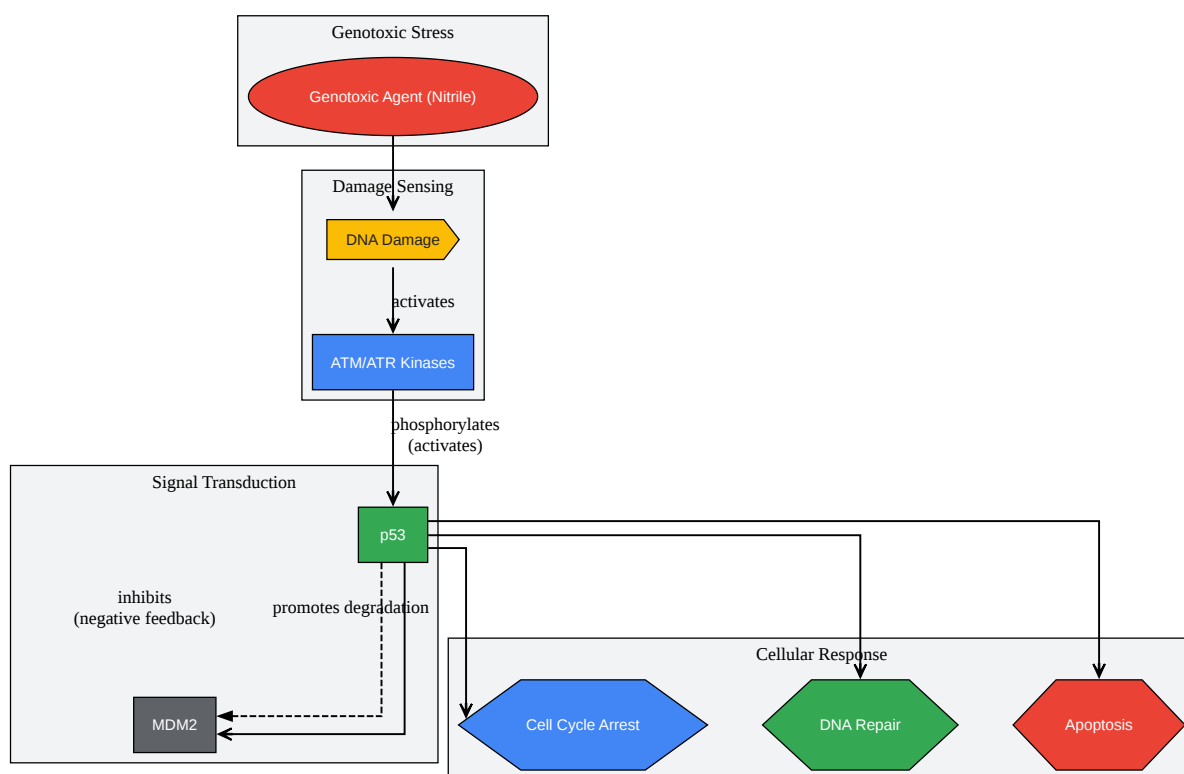 Genotoxic Stress
Genotoxic Agent (Nitrile)
Damage Sensing
DNA Damage
activates
ATM/ATR Kinases
phosphorylates
(activates)
Signal Transduction
p53
inhibits
(negative feedback)
promotes degradation
MDM2
Cellular Response
Cell Cycle Arrest
DNA Repair
Apoptosis